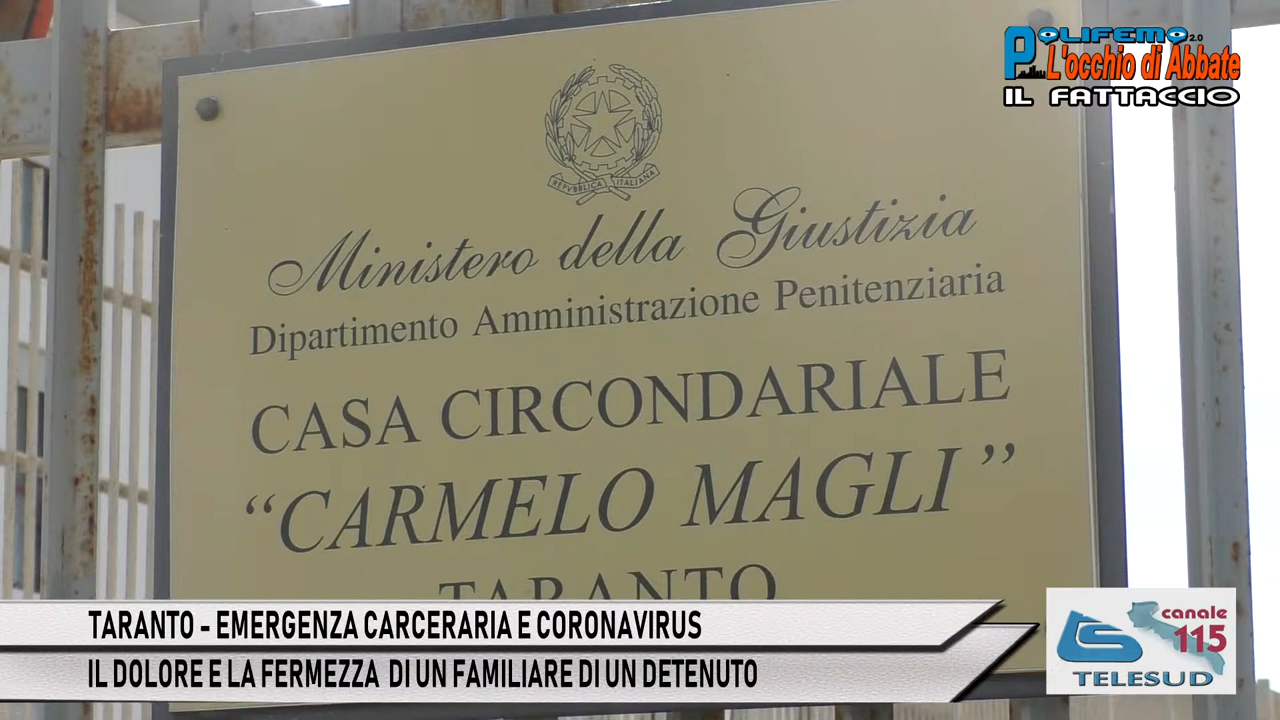 POLIFEMO 2.0
L'occhio di Abbate
IL FATTACCIO
REPVBBLICA ITALIANA
Ministero della Giustizia
Dipartimento Amministrazione Penitenziaria
CASA CIRCONDARIALE
“CARMELO MAGLI”
TARANTO
TARANTO – EMERGENZA CARCERARIA E CORONAVIRUS
IL DOLORE E LA FERMEZZA DI UN FAMILIARE DI UN DETENUTO
canale
115
TELESUD